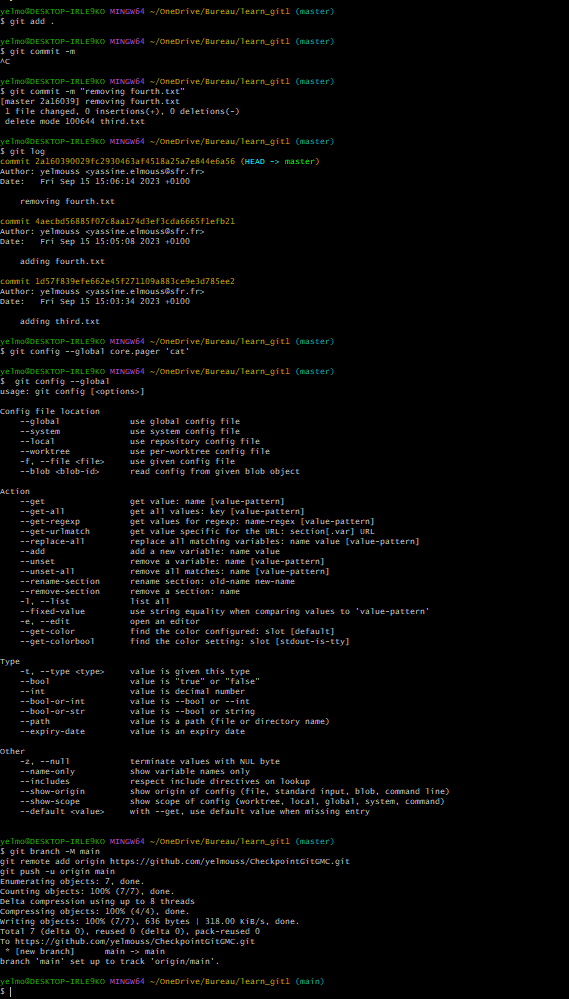 yelmo@DESKTOP-IRLE9KO MINGW64 ~/OneDrive/Bureau/learn_git1 (master)
$ git add .
yelmo@DESKTOP-IRLE9KO MINGW64 ~/OneDrive/Bureau/learn_git1 (master)
$ git commit -m
^C
yelmo@DESKTOP-IRLE9KO MINGW64 ~/OneDrive/Bureau/learn_git1 (master)
$ git commit -m "removing fourth.txt"
[master 2a16039] removing fourth.txt
 1 file changed, 0 insertions(+), 0 deletions(-)
 delete mode 100644 third.txt
yelmo@DESKTOP-IRLE9KO MINGW64 ~/OneDrive/Bureau/learn_git1 (master)
$ git log
commit 2a160390029fc2930463af4518a25a7e844e6a56 (HEAD -> master)
Author: yelmouss <yassine.elmouss@sfr.fr>
Date:   Fri Sep 15 15:06:14 2023 +0100
    removing fourth.txt
commit 4aecbd56885f07c8aa174d3ef3cda6665f1efb21
Author: yelmouss <yassine.elmouss@sfr.fr>
Date:   Fri Sep 15 15:05:08 2023 +0100
    adding fourth.txt
commit 1d57f839efe662e45f271109a883ce9e3d785ee2
Author: yelmouss <yassine.elmouss@sfr.fr>
Date:   Fri Sep 15 15:03:34 2023 +0100
    adding third.txt
yelmo@DESKTOP-IRLE9KO MINGW64 ~/OneDrive/Bureau/learn_git1 (master)
$ git config --global core.pager 'cat'
yelmo@DESKTOP-IRLE9KO MINGW64 ~/OneDrive/Bureau/learn_git1 (master)
$  git config --global
usage: git config [<options>]
Config file location
    --global              use global config file
    --system              use system config file
    --local               use repository config file
    --worktree            use per-worktree config file
    -f, --file <file>     use given config file
    --blob <blob-id>      read config from given blob object
Action
    --get                 get value: name [value-pattern]
    --get-all             get all values: key [value-pattern]
    --get-regexp          get values for regexp: name-regex [value-pattern]
    --get-urlmatch        get value specific for the URL: section[.var] URL
    --replace-all         replace all matching variables: name value [value-pattern]
    --add                 add a new variable: name value
    --unset               remove a variable: name [value-pattern]
    --unset-all           remove all matches: name [value-pattern]
    --rename-section      rename section: old-name new-name
    --remove-section      remove a section: name
    -l, --list            list all
    --fixed-value         use string equality when comparing values to 'value-pattern'
    -e, --edit            open an editor
    --get-color           find the color configured: slot [default]
    --get-colorbool       find the color setting: slot [stdout-is-tty]
Type
    -t, --type <type>     value is given this type
    --bool                value is "true" or "false"
    --int                 value is decimal number
    --bool-or-int         value is --bool or --int
    --bool-or-str         value is --bool or string
    --path                value is a path (file or directory name)
    --expiry-date         value is an expiry date
Other
    -z, --null            terminate values with NUL byte
    --name-only           show variable names only
    --includes            respect include directives on lookup
    --show-origin         show origin of config (file, standard input, blob, command line)
    --show-scope          show scope of config (worktree, local, global, system, command)
    --default <value>     with --get, use default value when missing entry
yelmo@DESKTOP-IRLE9KO MINGW64 ~/OneDrive/Bureau/learn_git1 (master)
$ git branch -M main
git remote add origin https://github.com/yelmouss/CheckpointGitGMC.git
git push -u origin main
Enumerating objects: 7, done.
Counting objects: 100% (7/7), done.
Delta compression using up to 8 threads
Compressing objects: 100% (4/4), done.
Writing objects: 100% (7/7), 636 bytes | 318.00 KiB/s, done.
Total 7 (delta 0), reused 0 (delta 0), pack-reused 0
To https://github.com/yelmouss/CheckpointGitGMC.git
 * [new branch]      main -> main
branch 'main' set up to track 'origin/main'.
yelmo@DESKTOP-IRLE9KO MINGW64 ~/OneDrive/Bureau/learn_git1 (main)
$